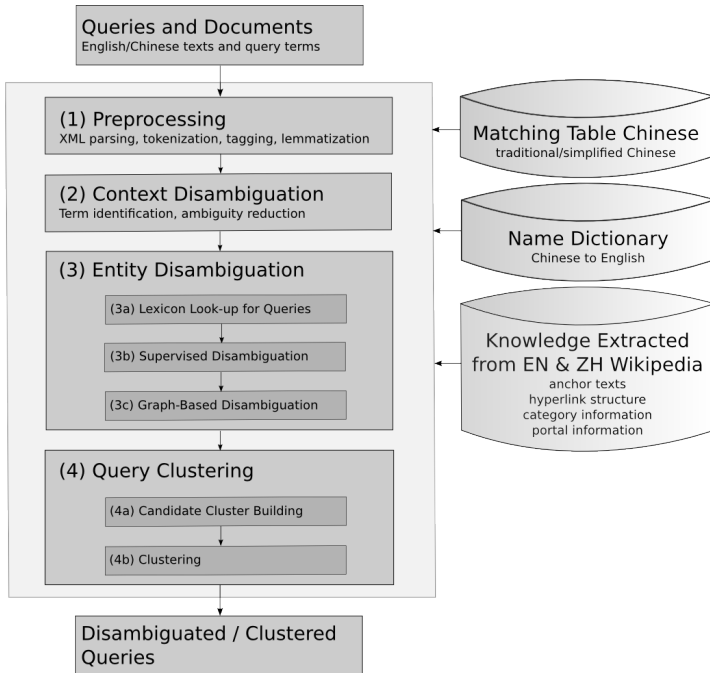 Queries and Documents
English/Chinese texts and query terms
(1) Preprocessing
XML parsing, tokenization, tagging, lemmatization
(2) Context Disambiguation
Term identification, ambiguity reduction
(3) Entity Disambiguation
(3a) Lexicon Look-up for Queries
(3b) Supervised Disambiguation
(3c) Graph-Based Disambiguation
(4) Query Clustering
(4a) Candidate Cluster Building
(4b) Clustering
Disambiguated / Clustered
Queries
Matching Table Chinese
traditional/simplified Chinese
Name Dictionary
Chinese to English
Knowledge Extracted
from EN & ZH Wikipedia
anchor texts
hyperlink structure
category information
portal information